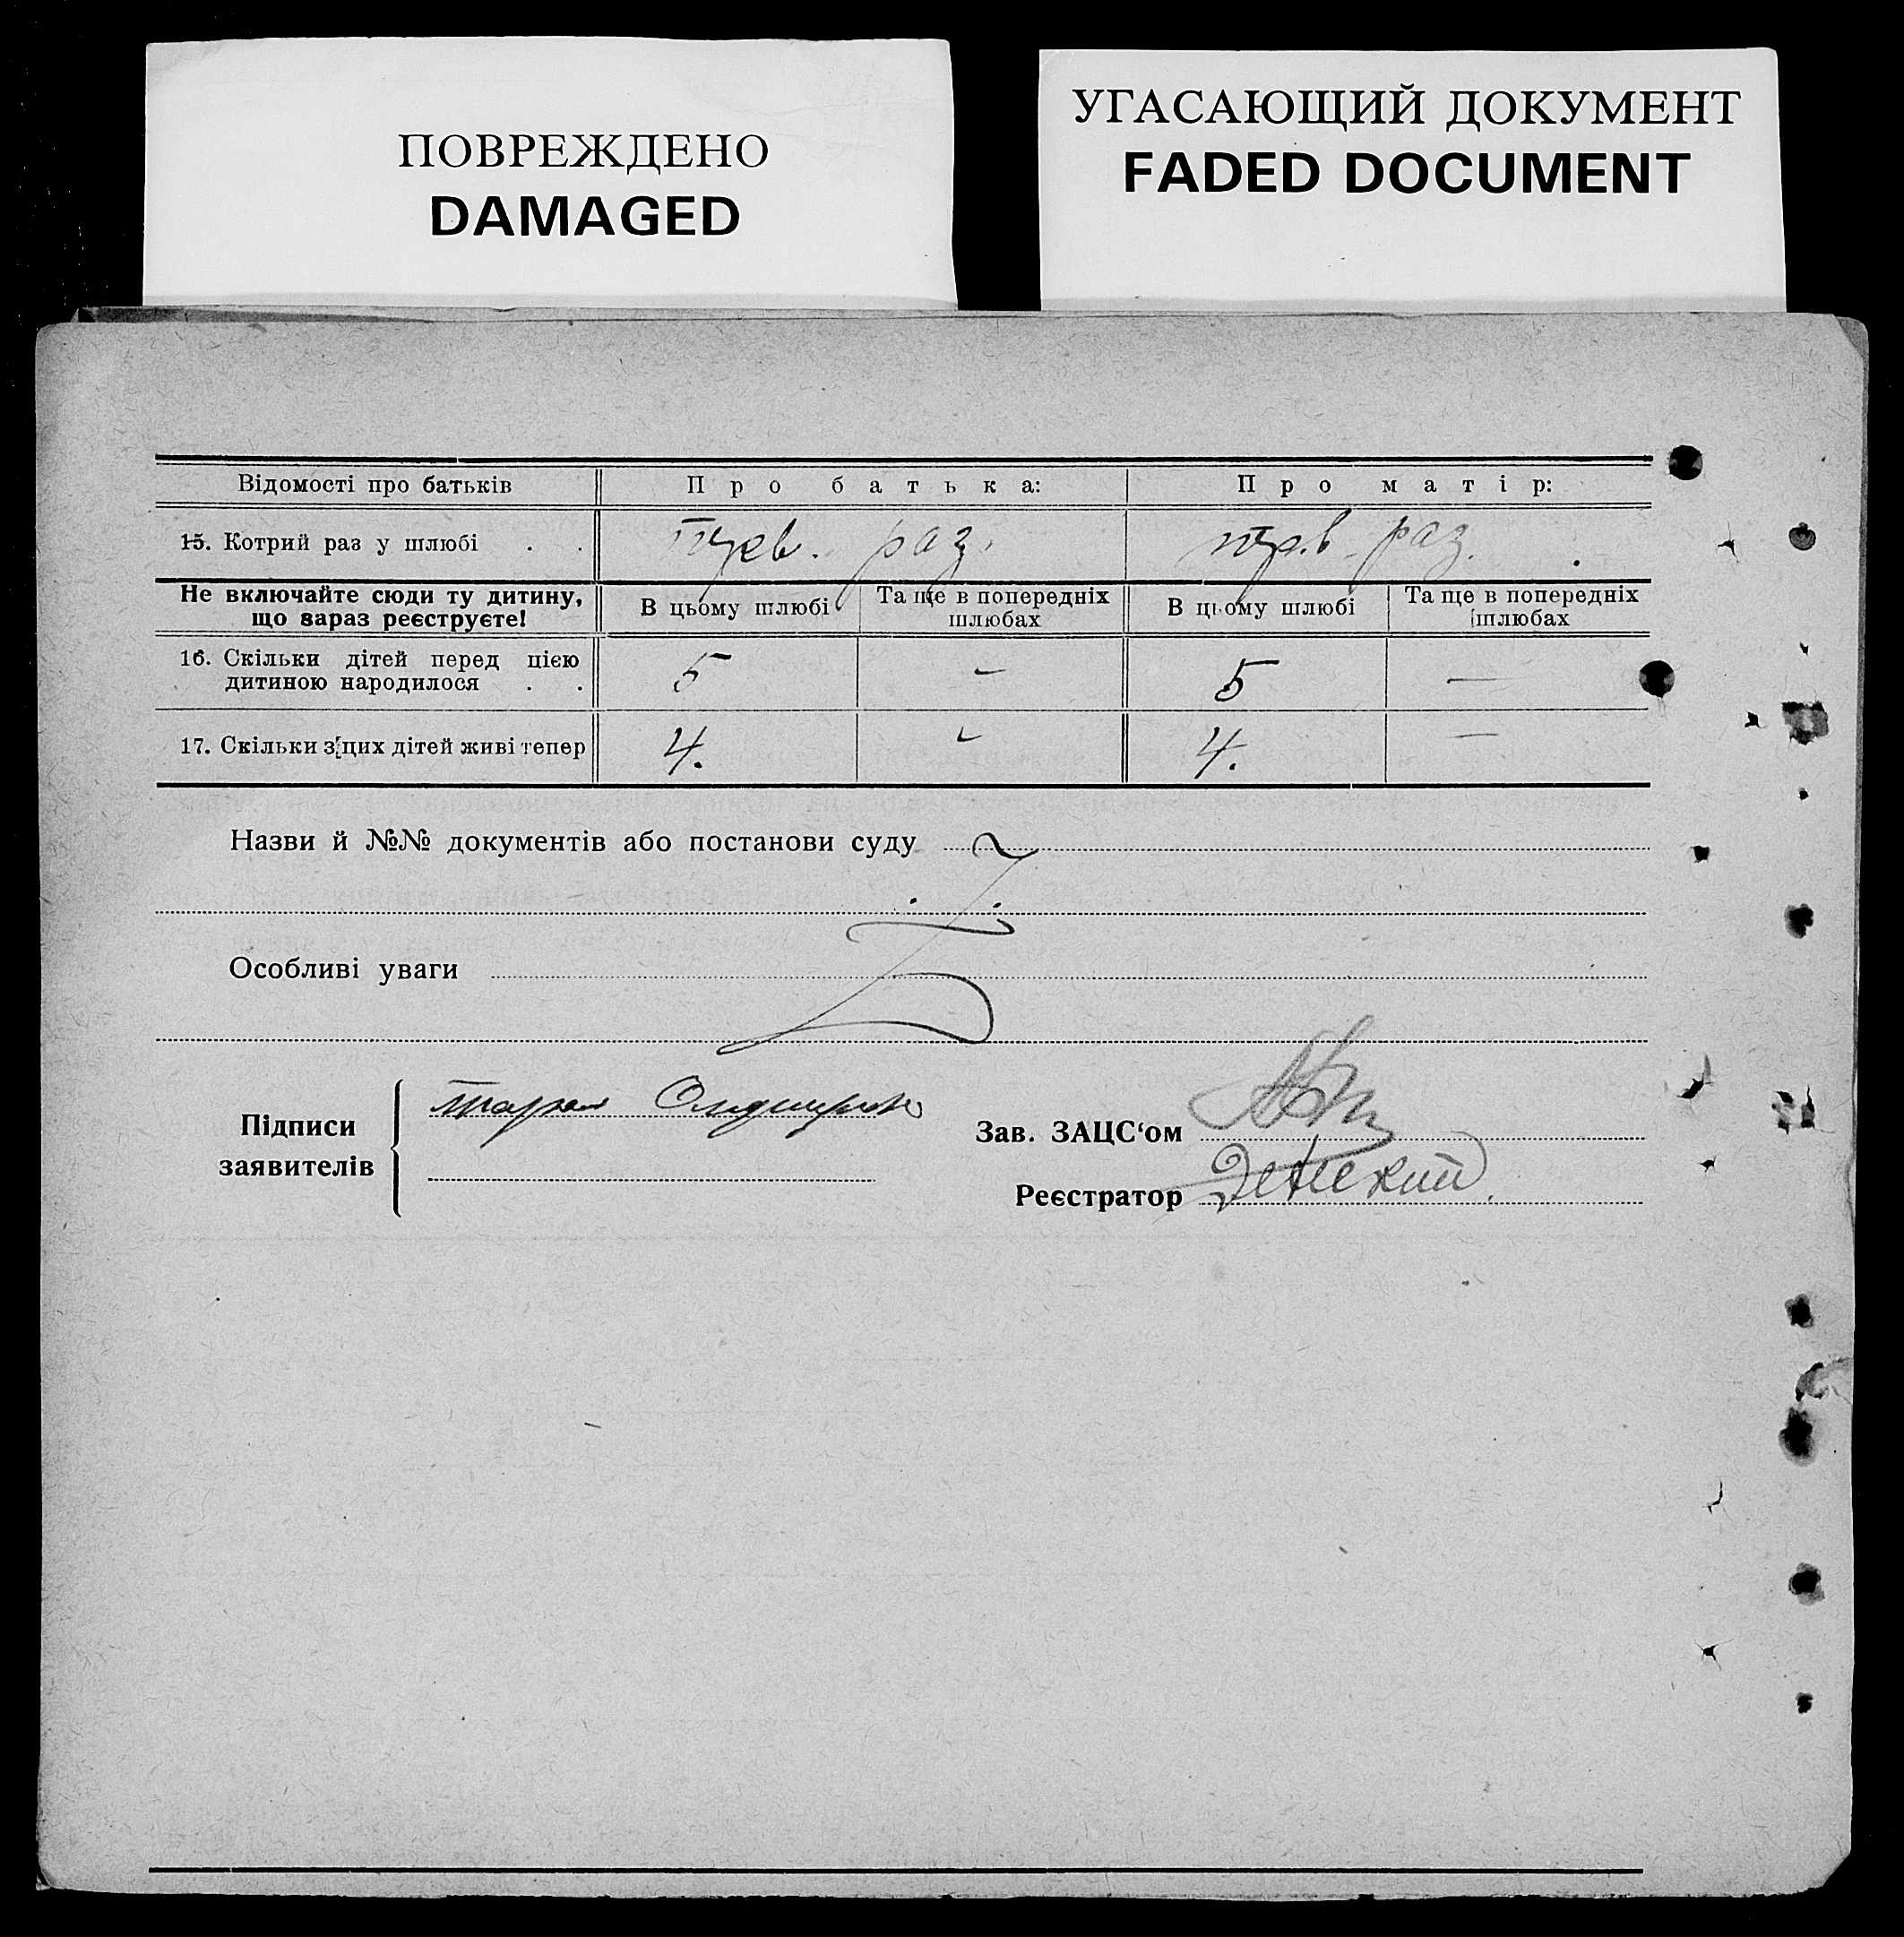 ПОВРЕЖДЕНО
DAMAGED
УГАСАЮЩИЙ ДОКУМЕНТ
FADED DOCUMENT
Відомості про батьків Про батька: Про матір:
15. Котрий раз у шлюбі . . раз. раз.
Не включайте сюди ту дитину, що зараз реєструєте! В цьому шлюбі Та ще в попередніх шлюбах В цьому шлюбі Та ще в попередніх шлюбах
16. Скільки дітей перед цією
дитиною народилося . . 5 - 5 —
17. Скільки з цих дітей живі тепер 4. - 4. —
Назви й №№ документів або постанови суду
Особливі уваги
Підписи
заявителів
Зав. ЗАЦС‘ом
Реєстратор